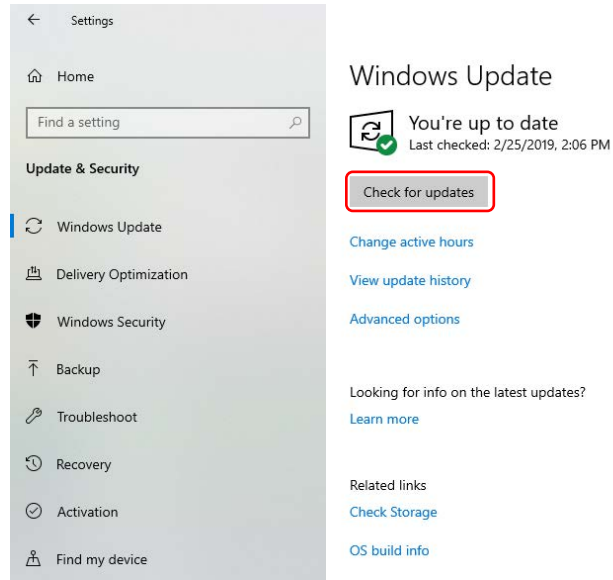 Settings
Home
Find a setting
Update & Security
Windows Update
Delivery Optimization
Windows Security
Backup
Troubleshoot
Recovery
Activation
Find my device
Windows Update
You're up to date
Last checked: 2/25/2019, 2:06 PM
Check for updates
Change active hours
View update history
Advanced options
Looking for info on the latest updates?
Learn more
Related links
Check Storage
OS build info